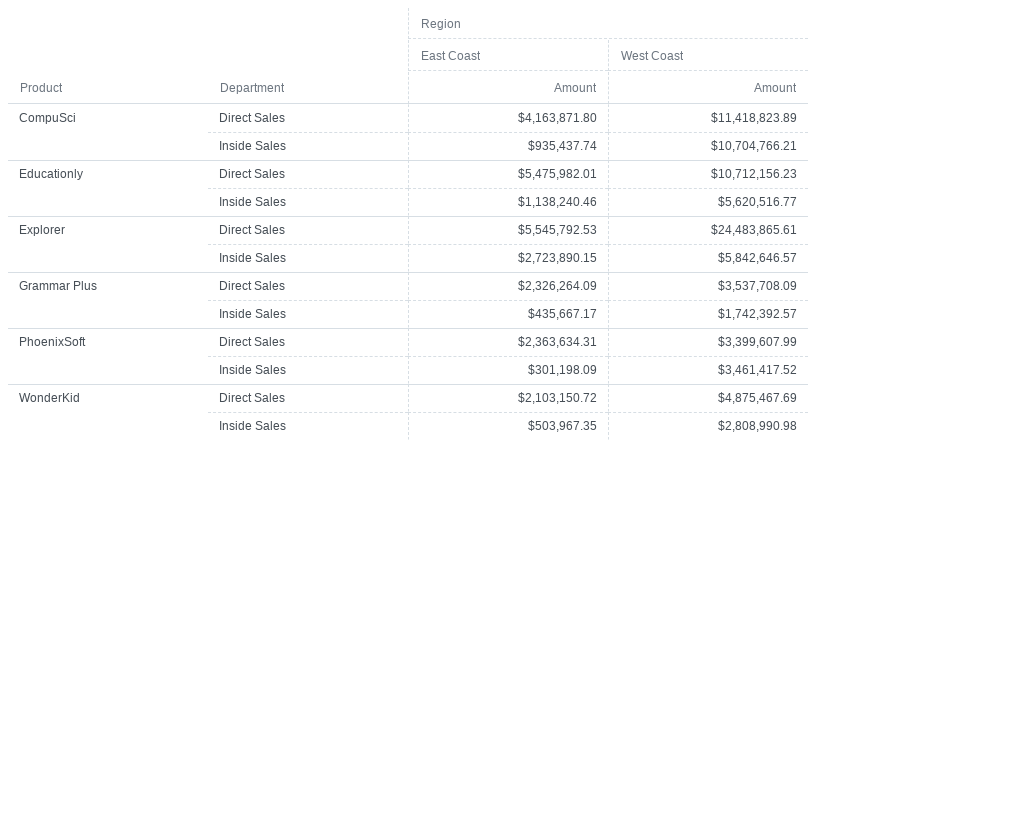 Region
East Coast West Coast
Product Department Amount Amount
CompuSci Direct Sales $4,163,871.80 $11,418,823.89
Inside Sales $935,437.74 $10,704,766.21
Educationly Direct Sales $5,475,982.01 $10,712,156.23
Inside Sales $1,138,240.46 $5,620,516.77
Explorer Direct Sales $5,545,792.53 $24,483,865.61
Inside Sales $2,723,890.15 $5,842,646.57
Grammar Plus Direct Sales $2,326,264.09 $3,537,708.09
Inside Sales $435,667.17 $1,742,392.57
PhoenixSoft Direct Sales $2,363,634.31 $3,399,607.99
Inside Sales $301,198.09 $3,461,417.52
WonderKid Direct Sales $2,103,150.72 $4,875,467.69
Inside Sales $503,967.35 $2,808,990.98